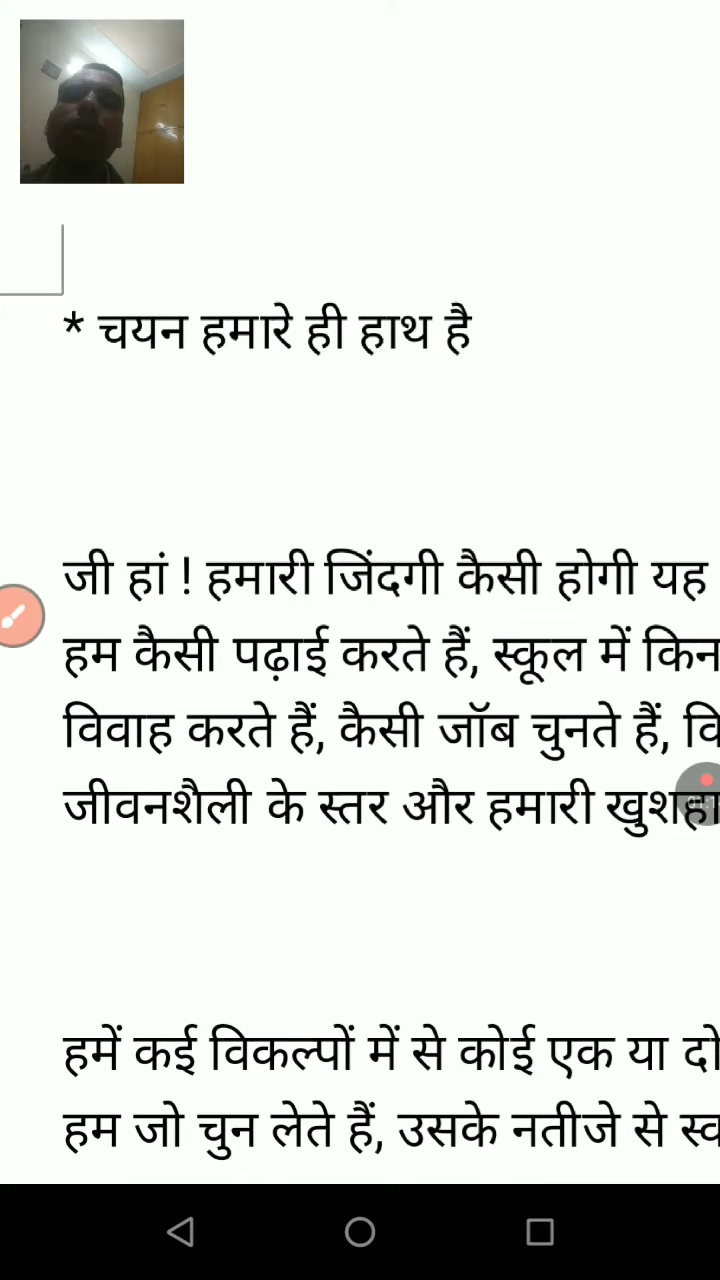 * चयन हमारे ही हाथ है
जी हां ! हमारी जिंदगी कैसी होगी यह
हम कैसी पढ़ाई करते हैं, स्कूल में किन
विवाह करते हैं, कैसी जॉब चुनते हैं,
जीवनशैली के स्तर और हमारी
हमें कई विकल्पों में से कोई एक या दो
हम जो चुन लेते हैं, उसके नतीजे से